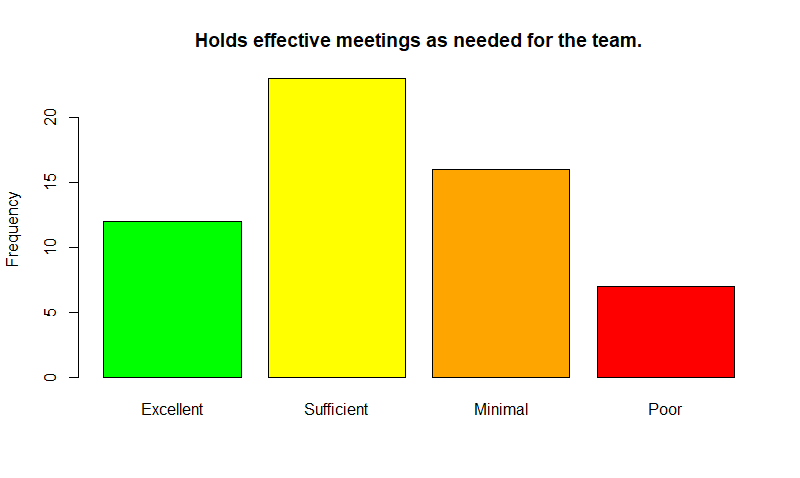 Holds effective meetings as needed for the team.
Frequency
20
15
10
5
0
Excellent
Sufficient
Minimal
Poor